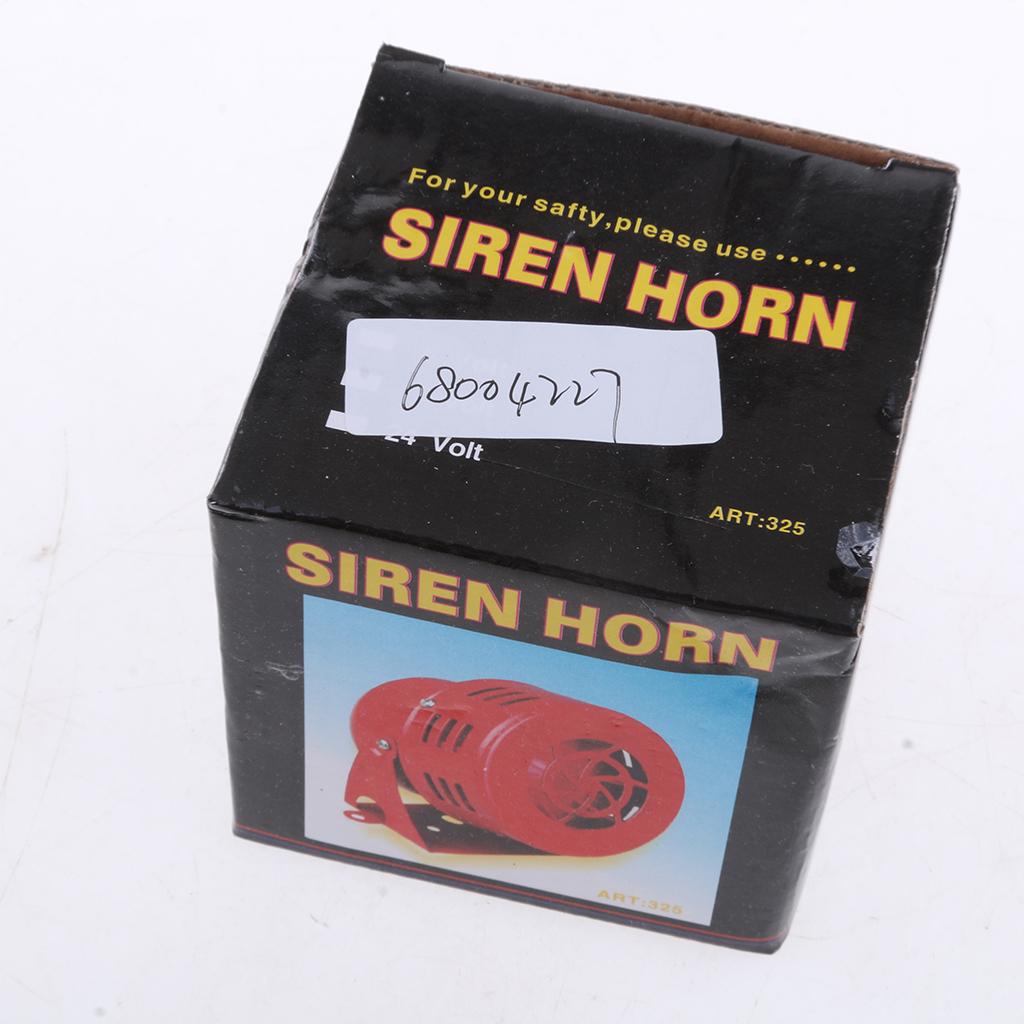 For your safty,please use ......
SIREN HORN
68004227
24 Volt
ART:325
SIREN HORN
ART:325